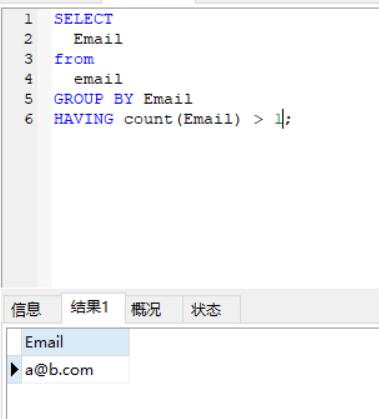 1 SELECT
2 Email
3 from
4 email
5 GROUP BY Email
6 HAVING count(Email) > 1;
信息 结果1 概况 状态
Email
a@b.com